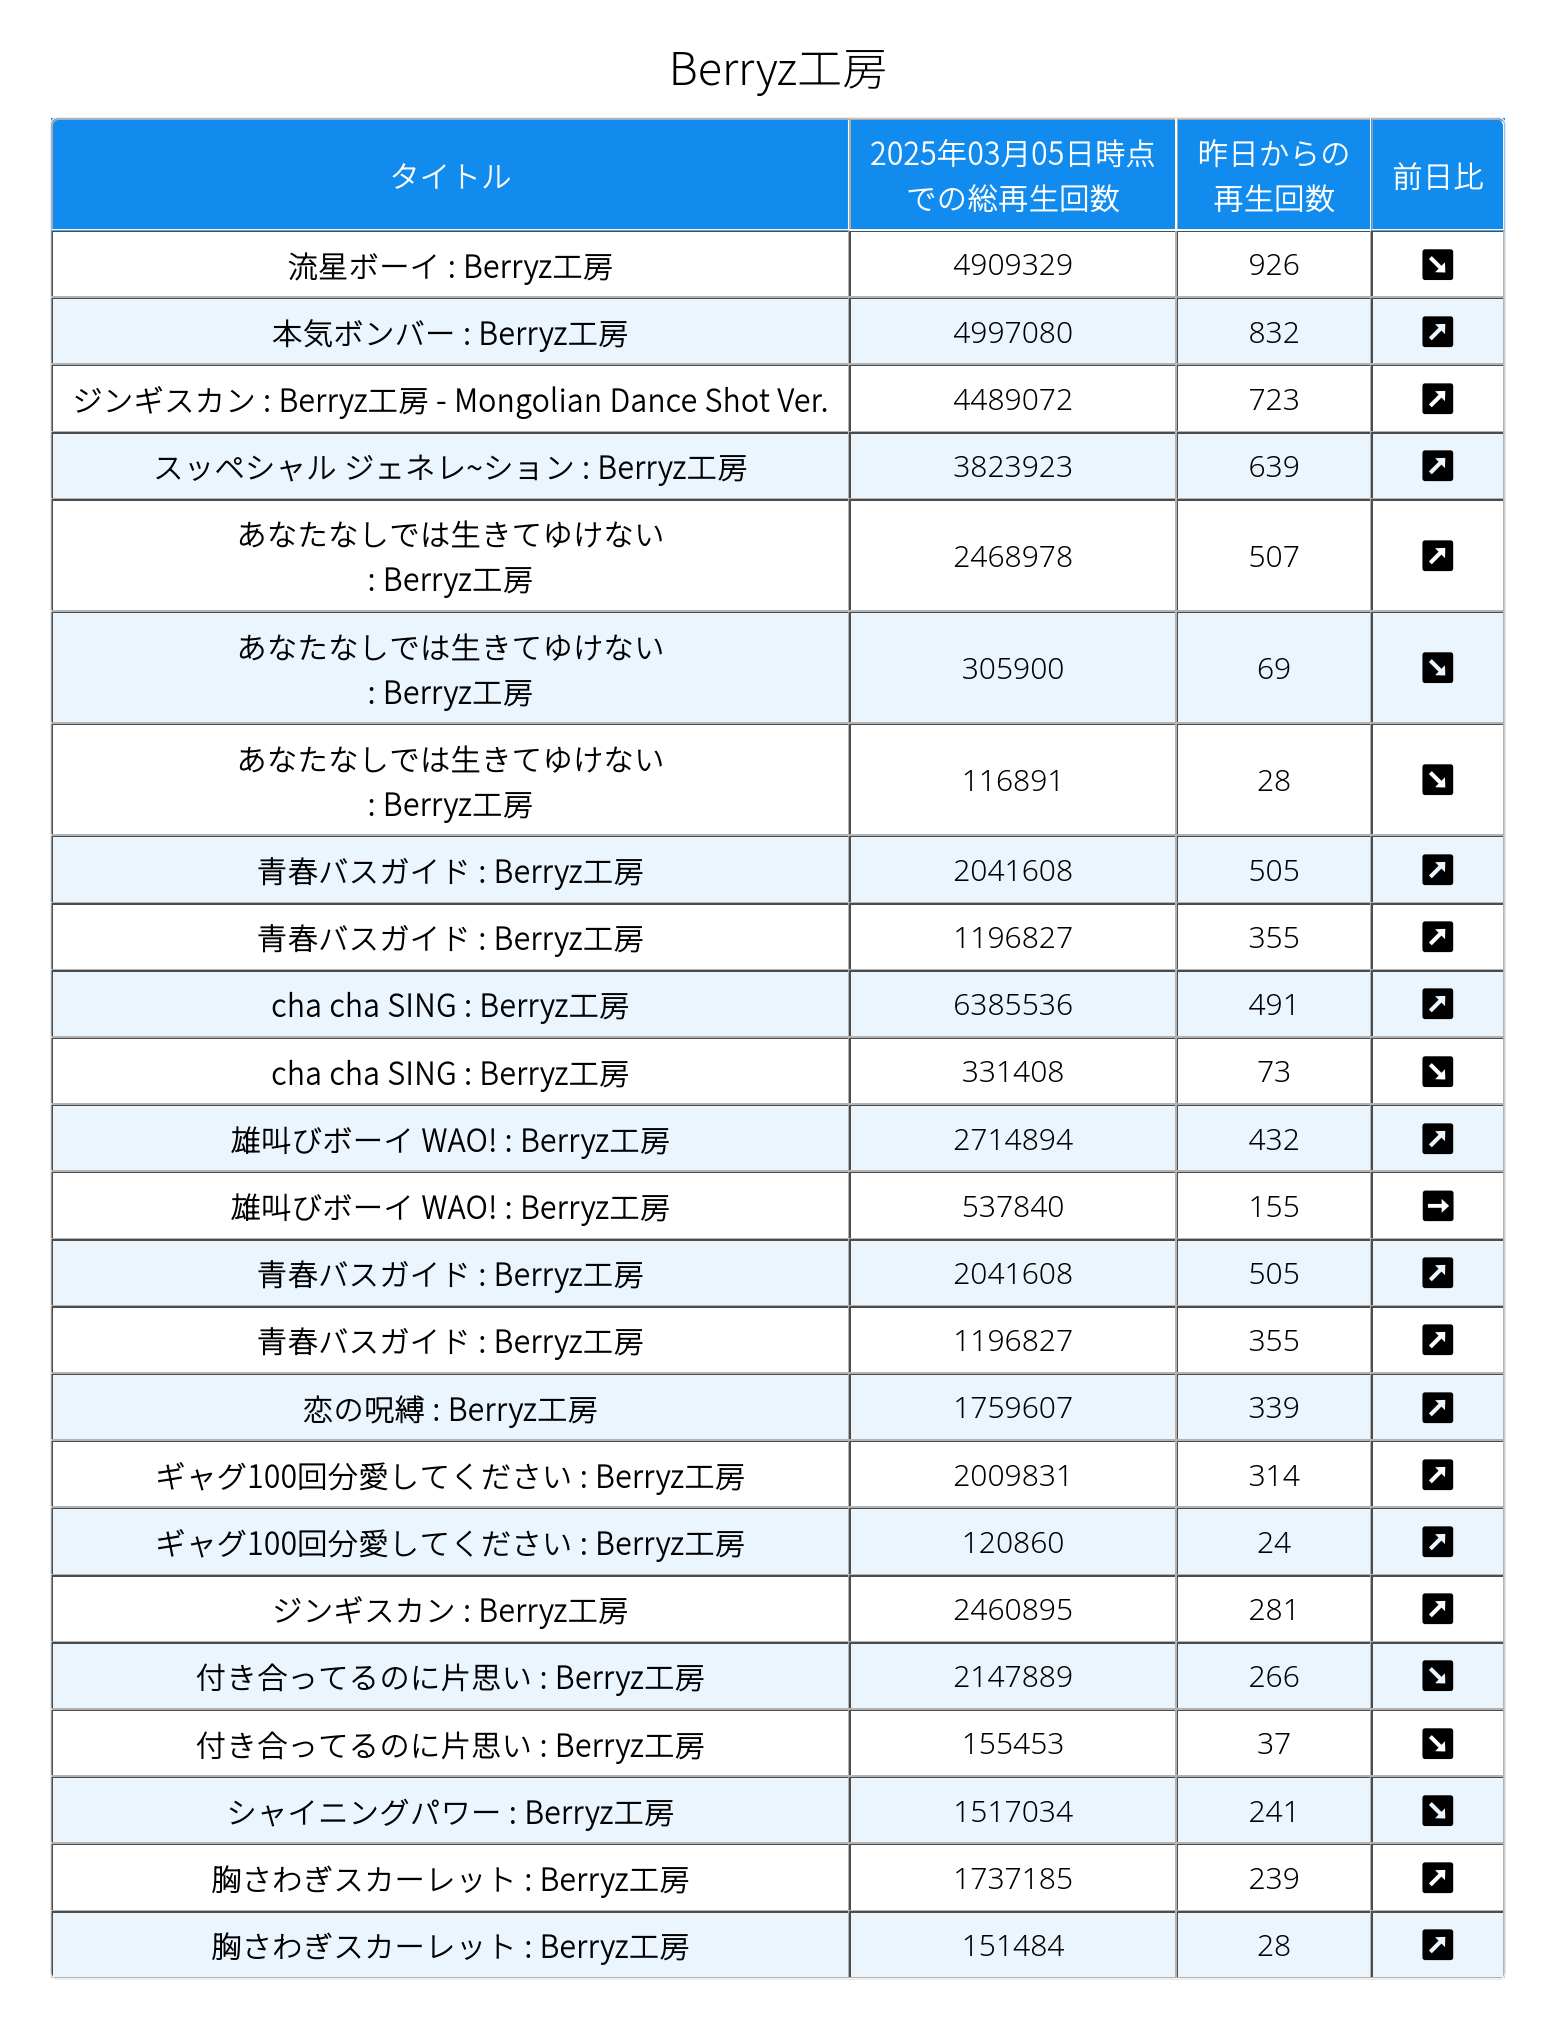 Berryz工房
タイトル 2025年03月05日時点 昨日からの 前日比
での総再生回数 再生回数
流星ボーイ : Berryz工房 4909329 926 ↘
本気ボンバー : Berryz工房 4997080 832 ↗
ジンギスカン : Berryz工房 - Mongolian Dance Shot Ver. 4489072 723 ↗
スッペシャル ジェネレ~ション : Berryz工房 3823923 639 ↗
あなたなしでは生きてゆけない
: Berryz工房 2468978 507 ↗
あなたなしでは生きてゆけない
: Berryz工房 305900 69 ↘
あなたなしでは生きてゆけない
: Berryz工房 116891 28 ↘
青春バスガイド : Berryz工房 2041608 505 ↗
青春バスガイド : Berryz工房 1196827 355 ↗
cha cha SING : Berryz工房 6385536 491 ↗
cha cha SING : Berryz工房 331408 73 ↘
雄叫びボーイ WAO! : Berryz工房 2714894 432 ↗
雄叫びボーイ WAO! : Berryz工房 537840 155 →
青春バスガイド : Berryz工房 2041608 505 ↗
青春バスガイド : Berryz工房 1196827 355 ↗
恋の呪縛 : Berryz工房 1759607 339 ↗
ギャグ100回分愛してください : Berryz工房 2009831 314 ↗
ギャグ100回分愛してください : Berryz工房 120860 24 ↗
ジンギスカン : Berryz工房 2460895 281 ↗
付き合ってるのに片思い : Berryz工房 2147889 266 ↘
付き合ってるのに片思い : Berryz工房 155453 37 ↘
シャイニングパワー : Berryz工房 1517034 241 ↘
胸さわぎスカーレット : Berryz工房 1737185 239 ↗
胸さわぎスカーレット : Berryz工房 151484 28 ↗